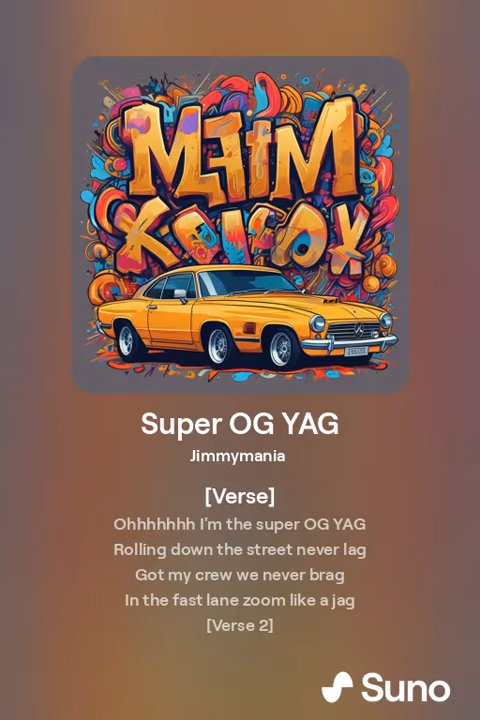 Super OG YAG
Jimmymania
[Verse]
Ohhhhhhh I'm the super OG YAG
Rolling down the street never lag
Got my crew we never brag
In the fast lane zoom like a jag
[Verse 2]
Suno